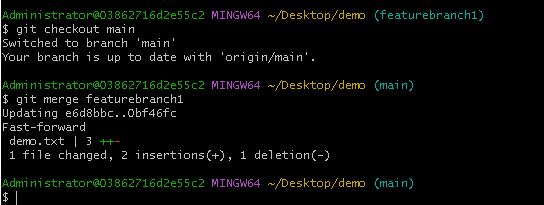 Administrator@03862716d2e55c2 MINGW64 ~/Desktop/demo (featurebranch1)
$ git checkout main
Switched to branch 'main'
Your branch is up to date with 'origin/main'.
Administrator@03862716d2e55c2 MINGW64 ~/Desktop/demo (main)
$ git merge featurebranch1
Updating e6d8bbc..0bf46fc
Fast-forward
 demo.txt | 3 ++-
 1 file changed, 2 insertions(+), 1 deletion(-)
Administrator@03862716d2e55c2 MINGW64 ~/Desktop/demo (main)
$